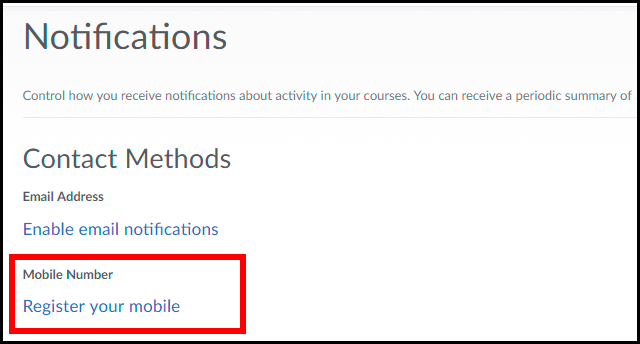 Notifications
Control how you receive notifications about activity in your courses. You can receive a periodic summary of
Contact Methods
Email Address
Enable email notifications
Mobile Number
Register your mobile